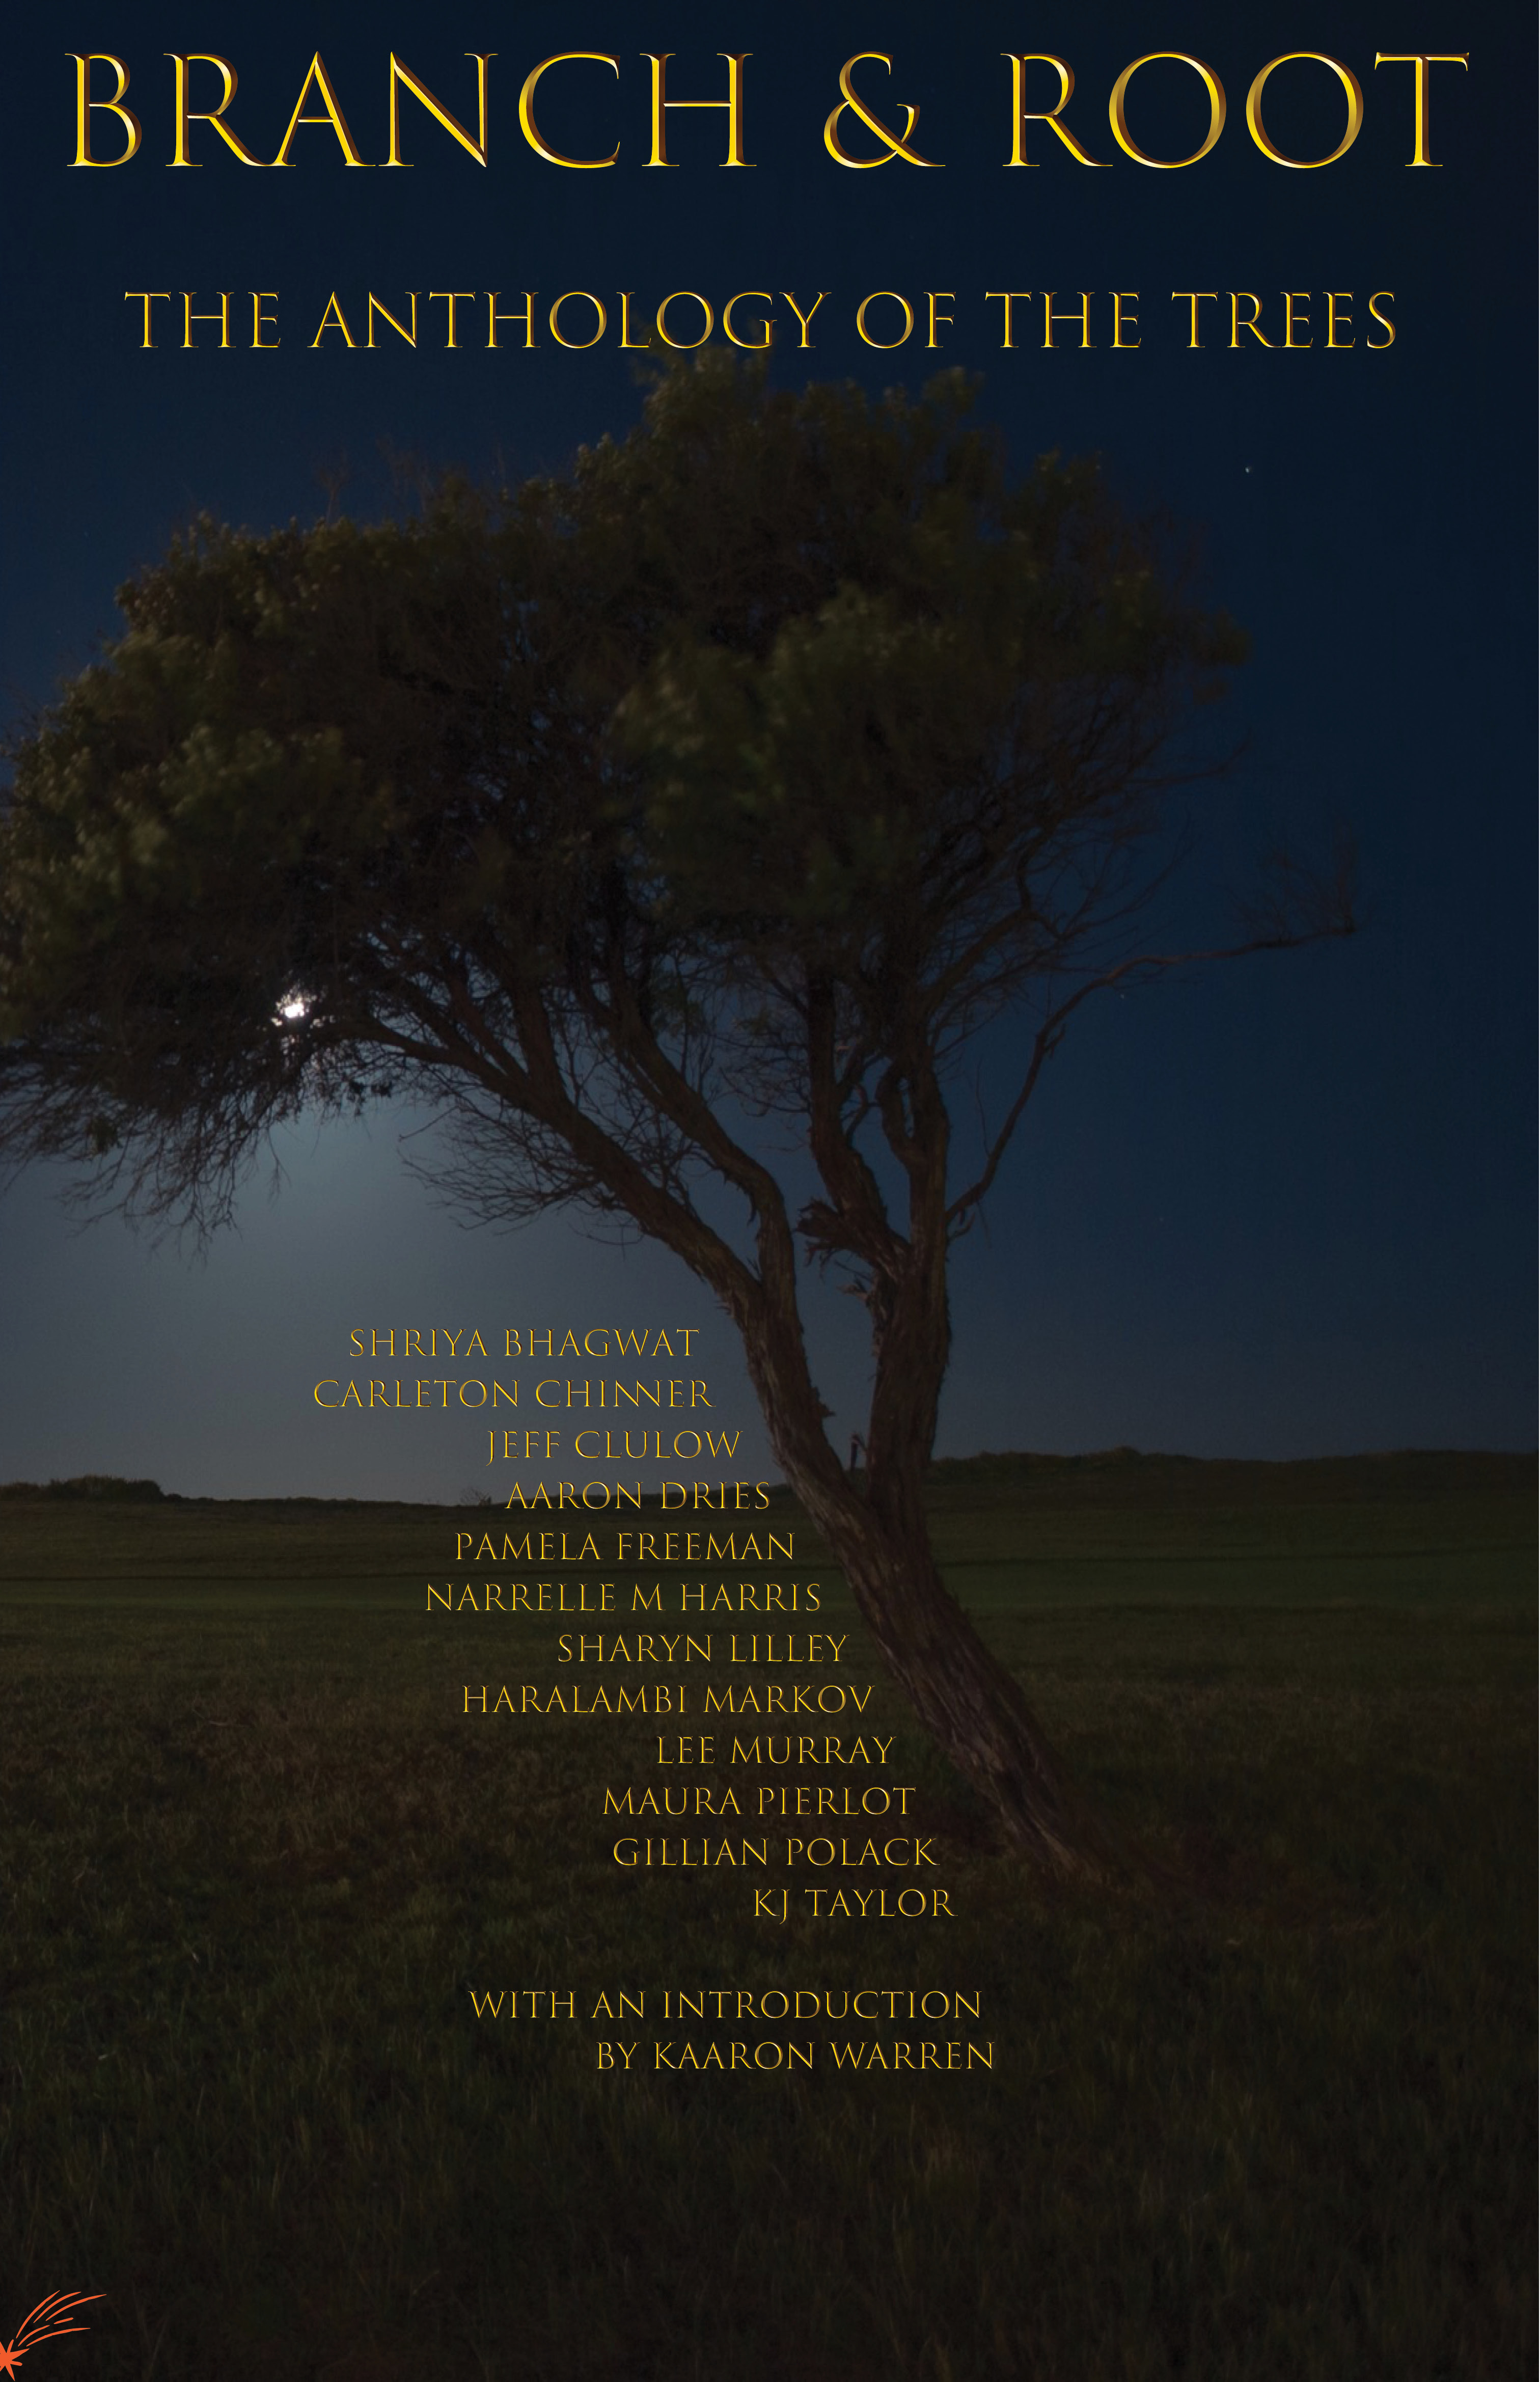 BRANCH & ROOT
THE ANTHOLOGY OF THE TREES
SHRIYA BHAGWAT
CARLETON CHINNER
JEFF CLULOW
AARON DRIES
PAMELA FREEMAN
NARRELLE M HARRIS
SHARYN LILLEY
HARALAMBI MARKOV
LEE MURRAY
MAURA PIERLOT
GILLIAN POLACK
KJ TAYLOR
WITH AN INTRODUCTION
BY KAARON WARREN